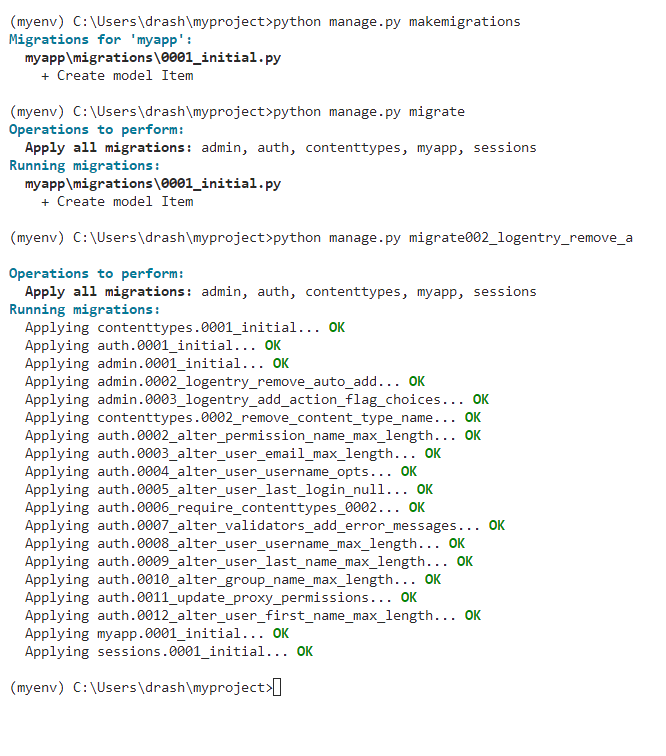 (myenv) C:\Users\drash\myproject>python manage.py makemigrations
Migrations for 'myapp':
  myapp\migrations\0001_initial.py
    + Create model Item

(myenv) C:\Users\drash\myproject>python manage.py migrate
Operations to perform:
  Apply all migrations: admin, auth, contenttypes, myapp, sessions
Running migrations:
  myapp\migrations\0001_initial.py
    + Create model Item

(myenv) C:\Users\drash\myproject>python manage.py migrate002_logentry_remove_a

Operations to perform:
  Apply all migrations: admin, auth, contenttypes, myapp, sessions
Running migrations:
  Applying contenttypes.0001_initial... OK
  Applying auth.0001_initial... OK
  Applying admin.0001_initial... OK
  Applying admin.0002_logentry_remove_auto_add... OK
  Applying admin.0003_logentry_add_action_flag_choices... OK
  Applying contenttypes.0002_remove_content_type_name... OK
  Applying auth.0002_alter_permission_name_max_length... OK
  Applying auth.0003_alter_user_email_max_length... OK
  Applying auth.0004_alter_user_username_opts... OK
  Applying auth.0005_alter_user_last_login_null... OK
  Applying auth.0006_require_contenttypes_0002... OK
  Applying auth.0007_alter_validators_add_error_messages... OK
  Applying auth.0008_alter_user_username_max_length... OK
  Applying auth.0009_alter_user_last_name_max_length... OK
  Applying auth.0010_alter_group_name_max_length... OK
  Applying auth.0011_update_proxy_permissions... OK
  Applying auth.0012_alter_user_first_name_max_length... OK
  Applying myapp.0001_initial... OK
  Applying sessions.0001_initial... OK

(myenv) C:\Users\drash\myproject>